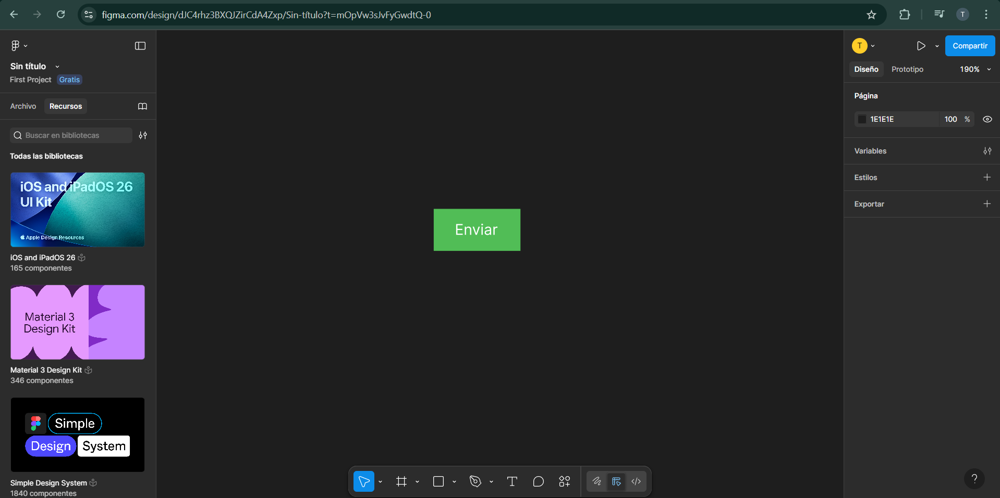 figma.com/design/dJC4rhz3BXQJZirCdA4Zxp/Sin-título?t=mOpVw3sJvFyGwdtQ-0
T
Sin título
First Project Gratis
Archivo Recursos
Buscar en bibliotecas
Todas las bibliotecas
iOS and iPadOS 26
UI Kit
Apple Design Resources
iOS and iPadOS 26
165 componentes
Material 3
Design Kit
Material 3 Design Kit
346 componentes
Simple
Design System
Simple Design System
1840 componentes
Enviar
T Compartir
Diseño Prototipo 190%
Página
1E1E1E 100 %
Variables
Estilos
Exportar
?